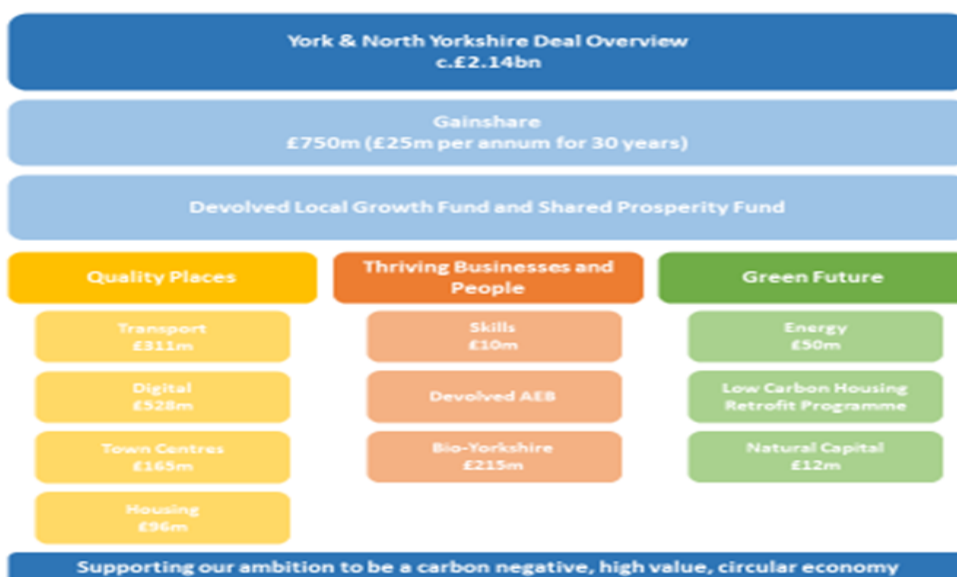 York & North Yorkshire Deal Overview
c.£2.14bn
Gainshare
£750m (£25m per annum for 30 years)
Devolved Local Growth Fund and Shared Prosperity Fund
Quality Places
Transport
£311m
Digital
£528m
Town Centres
£165m
Housing
£96m
Thriving Businesses and
People
Skills
£10m
Devolved AEB
Bio-Yorkshire
£215m
Green Future
Energy
£50m
Low Carbon Housing
Retrofit Programme
Natural Capital
£12m
Supporting our ambition to be a carbon negative, high value, circular economy